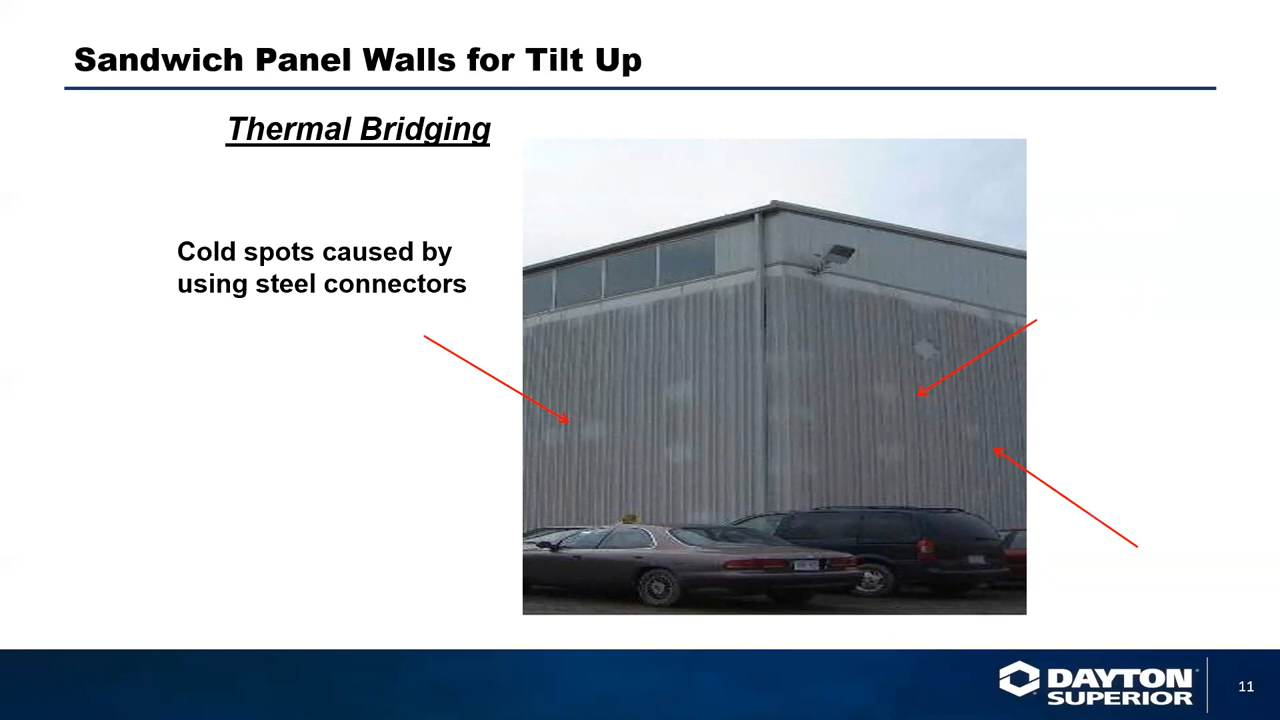 Sandwich Panel Walls for Tilt Up
Thermal Bridging
Cold spots caused by
using steel connectors
DAYTON
SUPERIOR
11